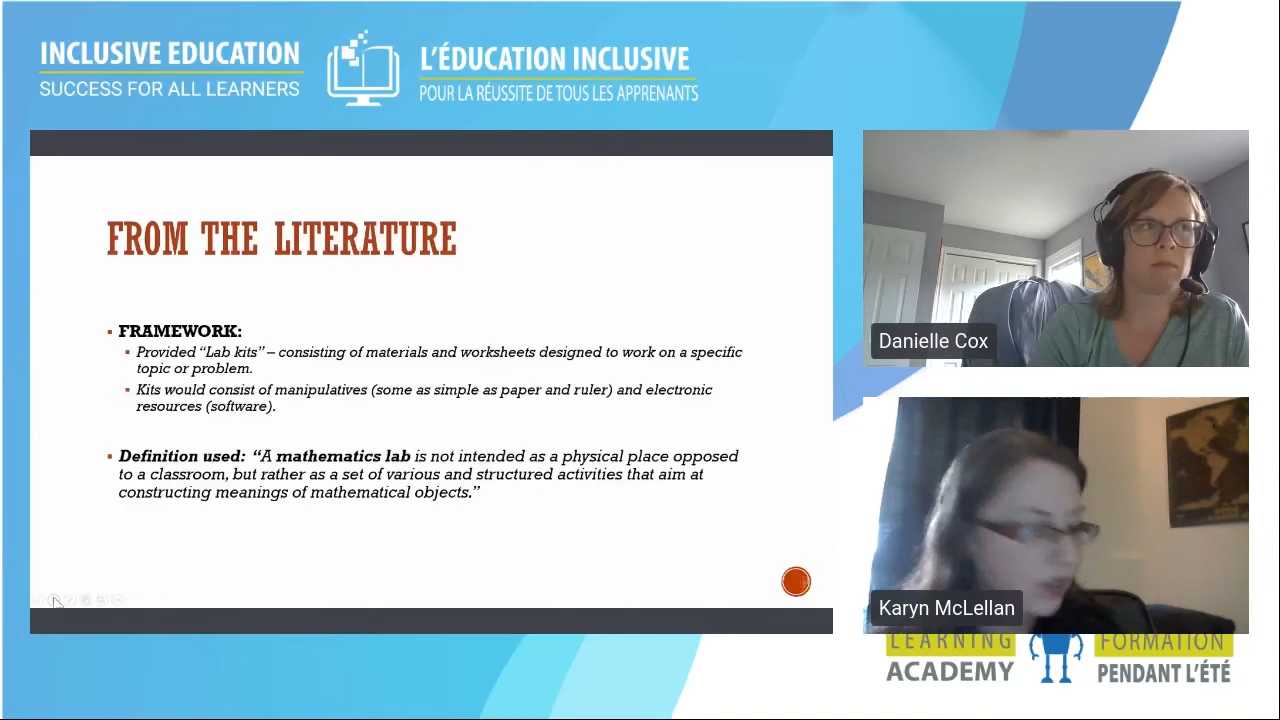 INCLUSIVE EDUCATION
SUCCESS FOR ALL LEARNERS
L'ÉDUCATION INCLUSIVE
POUR LA RÉUSSITE DE TOUS LES APPRENANTS
FROM THE LITERATURE
FRAMEWORK:
Provided “Lab kits” – consisting of materials and worksheets designed to work on a specific
topic or problem.
Kits would consist of manipulatives (some as simple as paper and ruler) and electronic
resources (software).
Definition used: “A mathematics lab is not intended as a physical place opposed
to a classroom, but rather as a set of various and structured activities that aim at
constructing meanings of mathematical objects.”
Danielle Cox
Karyn McLellan
LEARNING
ACADEMY
FORMATION
PENDANT L'ÉTÉ